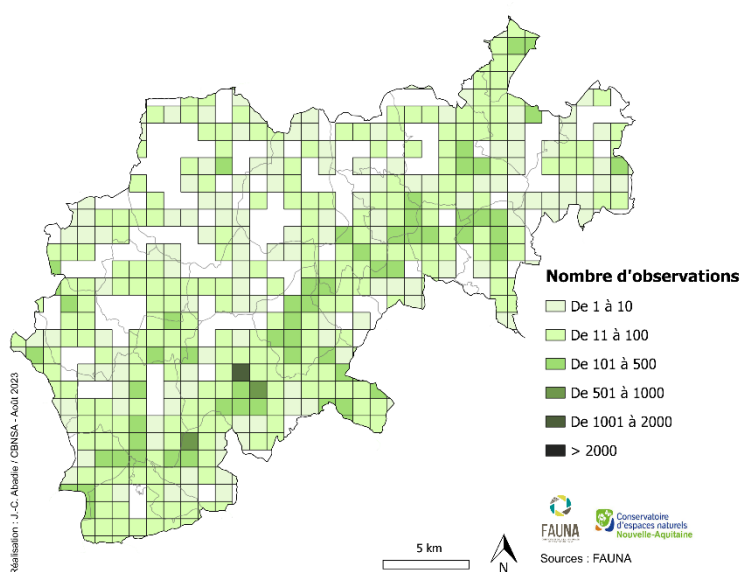 Nombre d'observations
De 1 à 10
De 11 à 100
De 101 à 500
De 501 à 1000
De 1001 à 2000
> 2000
Réalisation : J.-C. Abadie / CBNSA - Août 2023
5 km
N
FAUNA
Conservatoire
d'espaces naturels
Nouvelle-Aquitaine
Sources : FAUNA